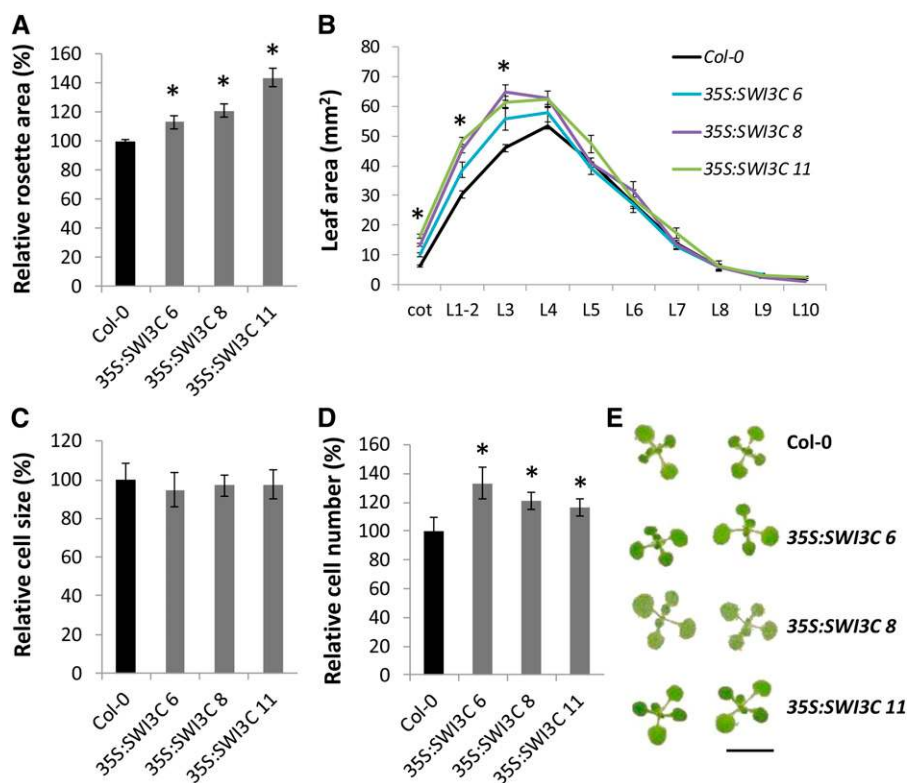 A
Relative rosette area (%)
160
140
120
100
80
60
40
20
0
Col-0
35S:SWI3C 6
35S:SWI3C 8
35S:SWI3C 11
*
*
*
B
Leaf area (mm²)
80
70
60
50
40
30
20
10
0
cot
L1-2
L3
L4
L5
L6
L7
L8
L9
L10
*
*
*
Col-0
35S:SWI3C 6
35S:SWI3C 8
35S:SWI3C 11
C
Relative cell size (%)
120
100
80
60
40
20
0
Col-0
35S:SWI3C 6
35S:SWI3C 8
35S:SWI3C 11
D
Relative cell number (%)
160
140
120
100
80
60
40
20
0
Col-0
35S:SWI3C 6
35S:SWI3C 8
35S:SWI3C 11
*
*
*
E
Col-0
35S:SWI3C 6
35S:SWI3C 8
35S:SWI3C 11